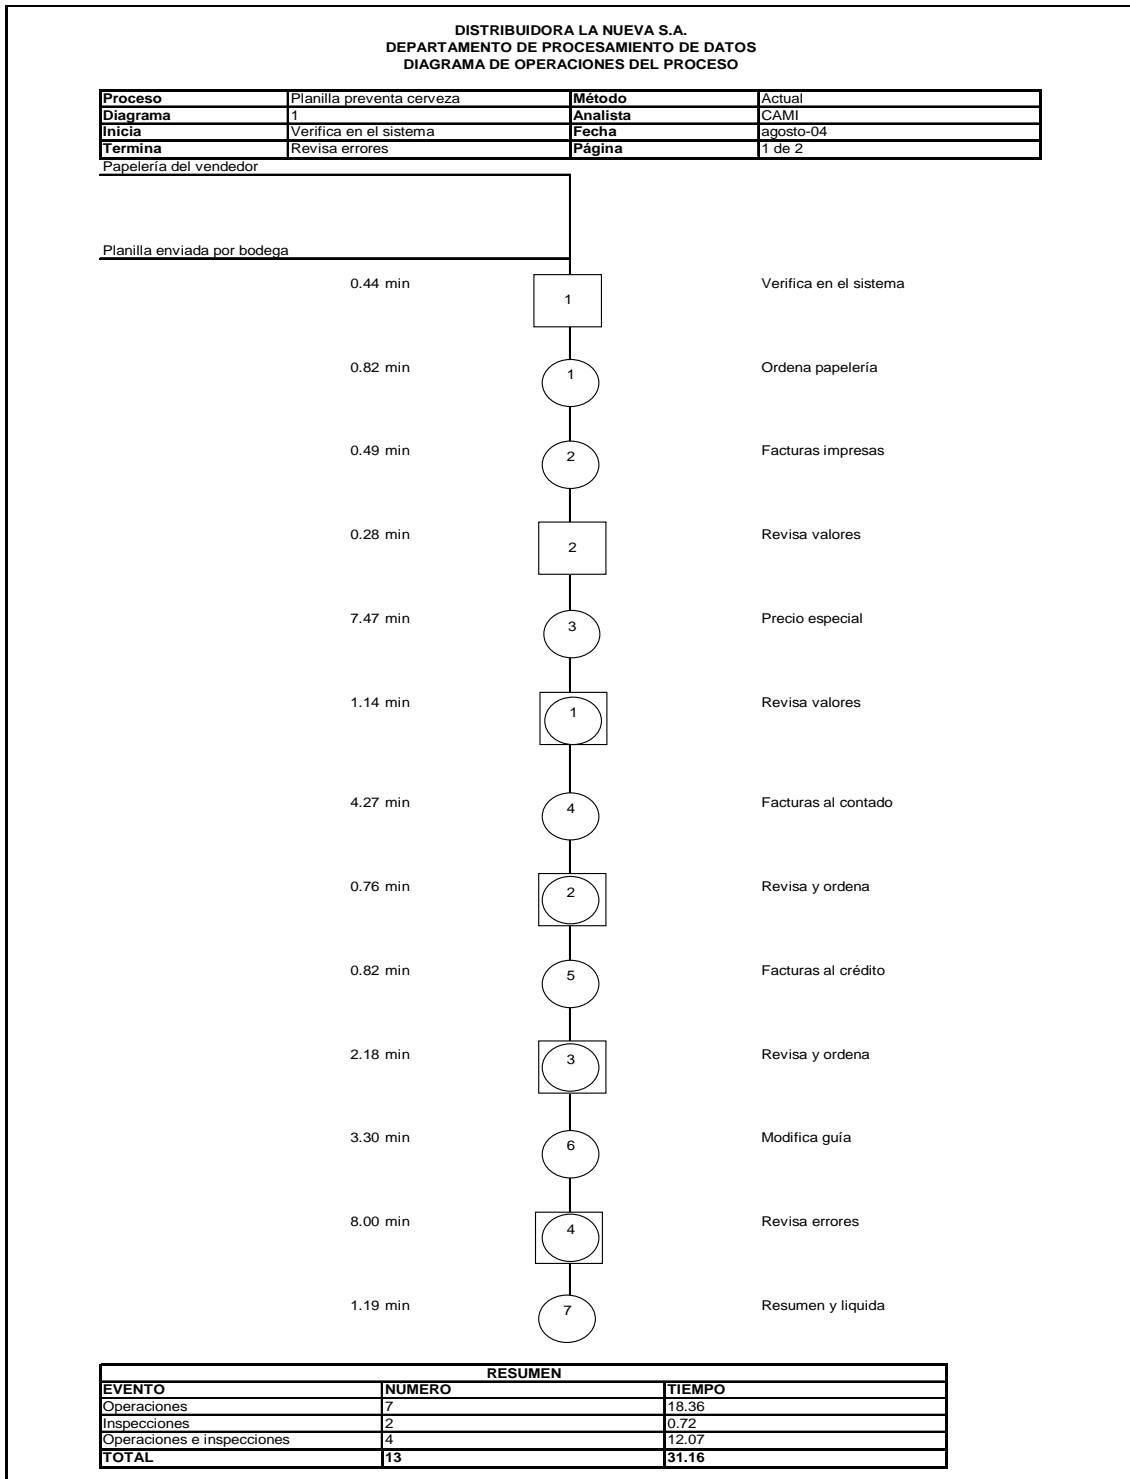 DISTRIBUIDORA LA NUEVA S.A.
DEPARTAMENTO DE PROCESAMIENTO DE DATOS
DIAGRAMA DE OPERACIONES DEL PROCESO
Proceso Planilla preventa cerveza Método Actual
Diagrama 1 Analista CAMI
Inicia Verifica en el sistema Fecha agosto-04
Termina Revisa errores Página 1 de 2
Papelería del vendedor
Planilla enviada por bodega
0.44 min 1 Verifica en el sistema
0.82 min 1 Ordena papelería
0.49 min 2 Facturas impresas
0.28 min 2 Revisa valores
7.47 min 3 Precio especial
1.14 min 1 Revisa valores
4.27 min 4 Facturas al contado
0.76 min 2 Revisa y ordena
0.82 min 5 Facturas al crédito
2.18 min 3 Revisa y ordena
3.30 min 6 Modifica guía
8.00 min 4 Revisa errores
1.19 min 7 Resumen y liquida
RESUMEN
EVENTO NUMERO TIEMPO
Operaciones 7 18.36
Inspecciones 2 0.72
Operaciones e inspecciones 4 12.07
TOTAL 13 31.16